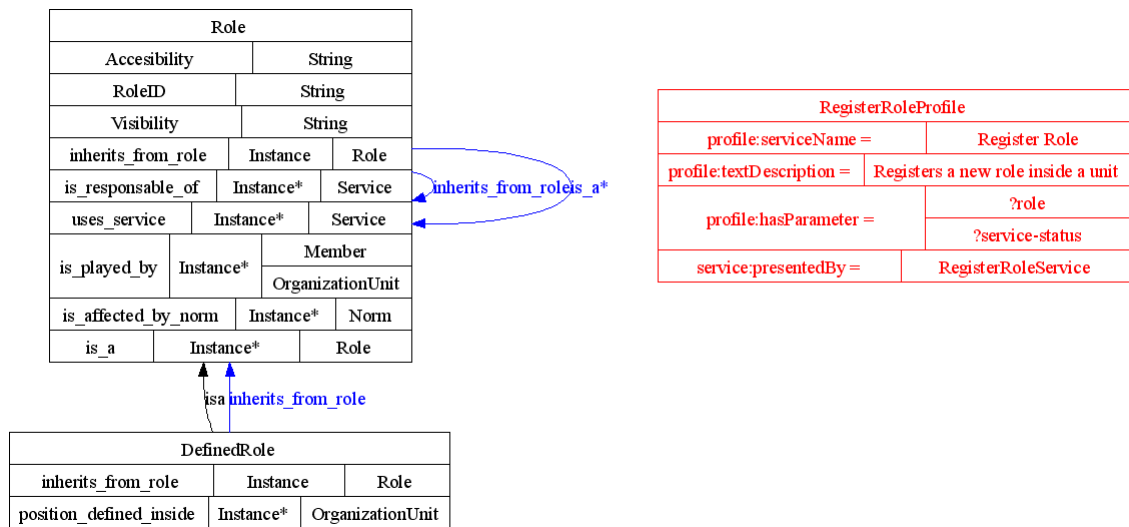 Role
Accesibility String
RoleID String
Visibility String
inherits_from_role Instance Role
is_responsable_of Instance* Service
uses_service Instance* Service
is_played_by Instance* Member
OrganizationUnit
is_affected_by_norm Instance* Norm
is_a Instance* Role
inherits_from_role is_a*
isa inherits_from_role
DefinedRole
inherits_from_role Instance Role
position_defined_inside Instance* OrganizationUnit
RegisterRoleProfile
profile:serviceName = Register Role
profile:textDescription = Registers a new role inside a unit
profile:hasParameter = ?role
?service-status
service:presentedBy = RegisterRoleService